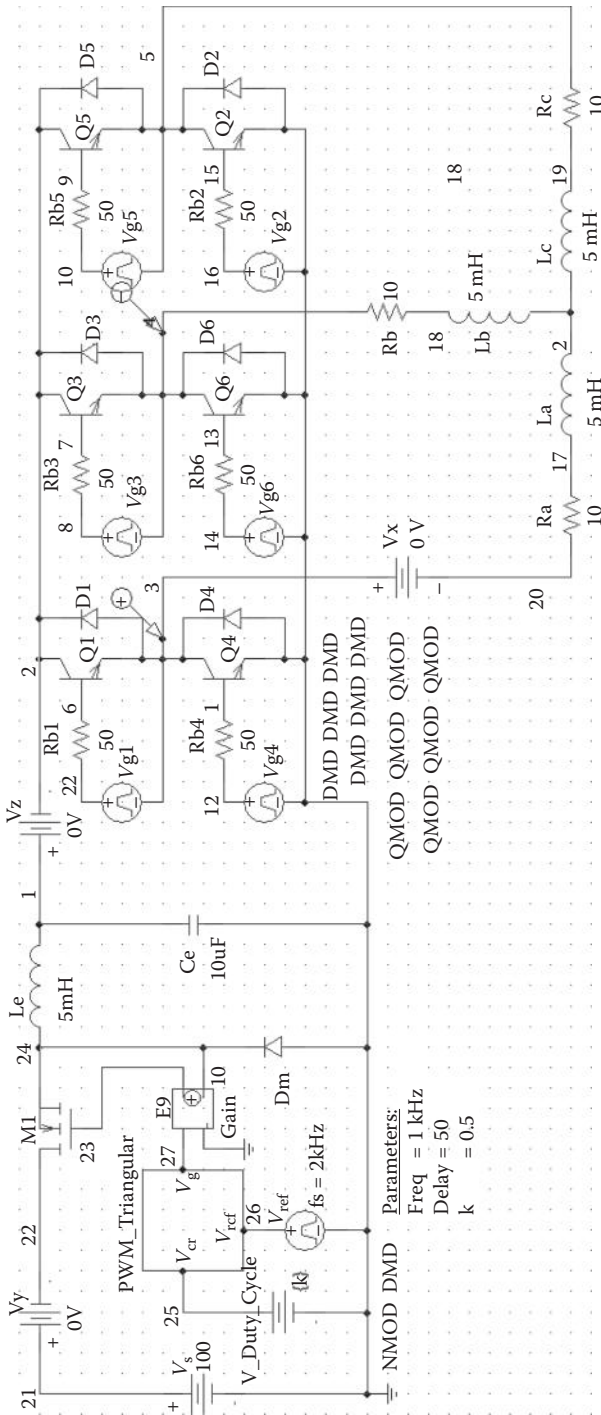 21
Vy
+
0V
22
M1
23
24
Le
5mH
1
Vz
+
0V
2
Vs
100
+
PWM_Triangular
Vcr
Vg
Vrcf
25
27
26
E9
10
Gain
V_Duty_Cycle
{k}
Vref
fs = 2kHz
Dm
Ce
10uF
Rb1
50
22
6
Vg1
Q1
D1
3
Rb3
50
8
7
Vg3
Q3
D3
4
Rb5
50
10
9
Vg5
Q5
D5
5
Rb4
50
12
1
Vg4
Q4
D4
Rb6
50
14
13
Vg6
Q6
D6
Rb2
50
16
15
Vg2
Q2
D2
NMOD DMD
Parameters:
Freq = 1 kHz
Delay = 50
k = 0.5
DMD DMD DMD
DMD DMD DMD
QMOD QMOD QMOD
QMOD QMOD QMOD
Vx
0 V
+
−
Rb
10
18
Lb
5 mH
18
20
Ra
10
17
La
5 mH
2
Lc
5 mH
19
Rc
10